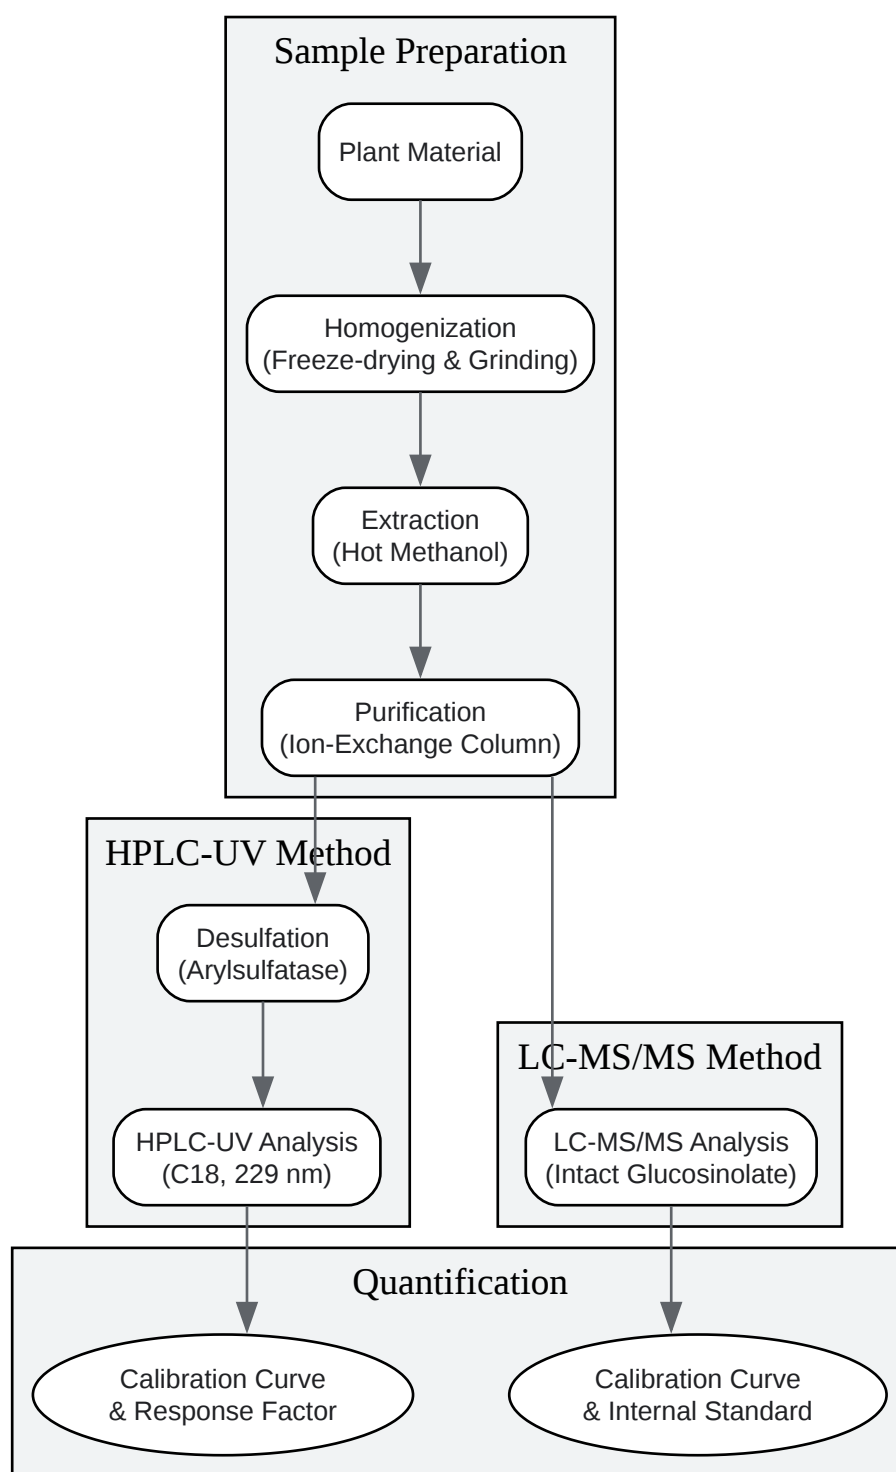 Sample Preparation
Plant Material
Homogenization
(Freeze-drying & Grinding)
Extraction
(Hot Methanol)
Purification
(Ion-Exchange Column)
HPLC-UV Method
Desulfation
(Arylsulfatase)
HPLC-UV Analysis
(C18, 229 nm)
LC-MS/MS Method
LC-MS/MS Analysis
(Intact Glucosinolate)
Quantification
Calibration Curve
& Response Factor
Calibration Curve
& Internal Standard